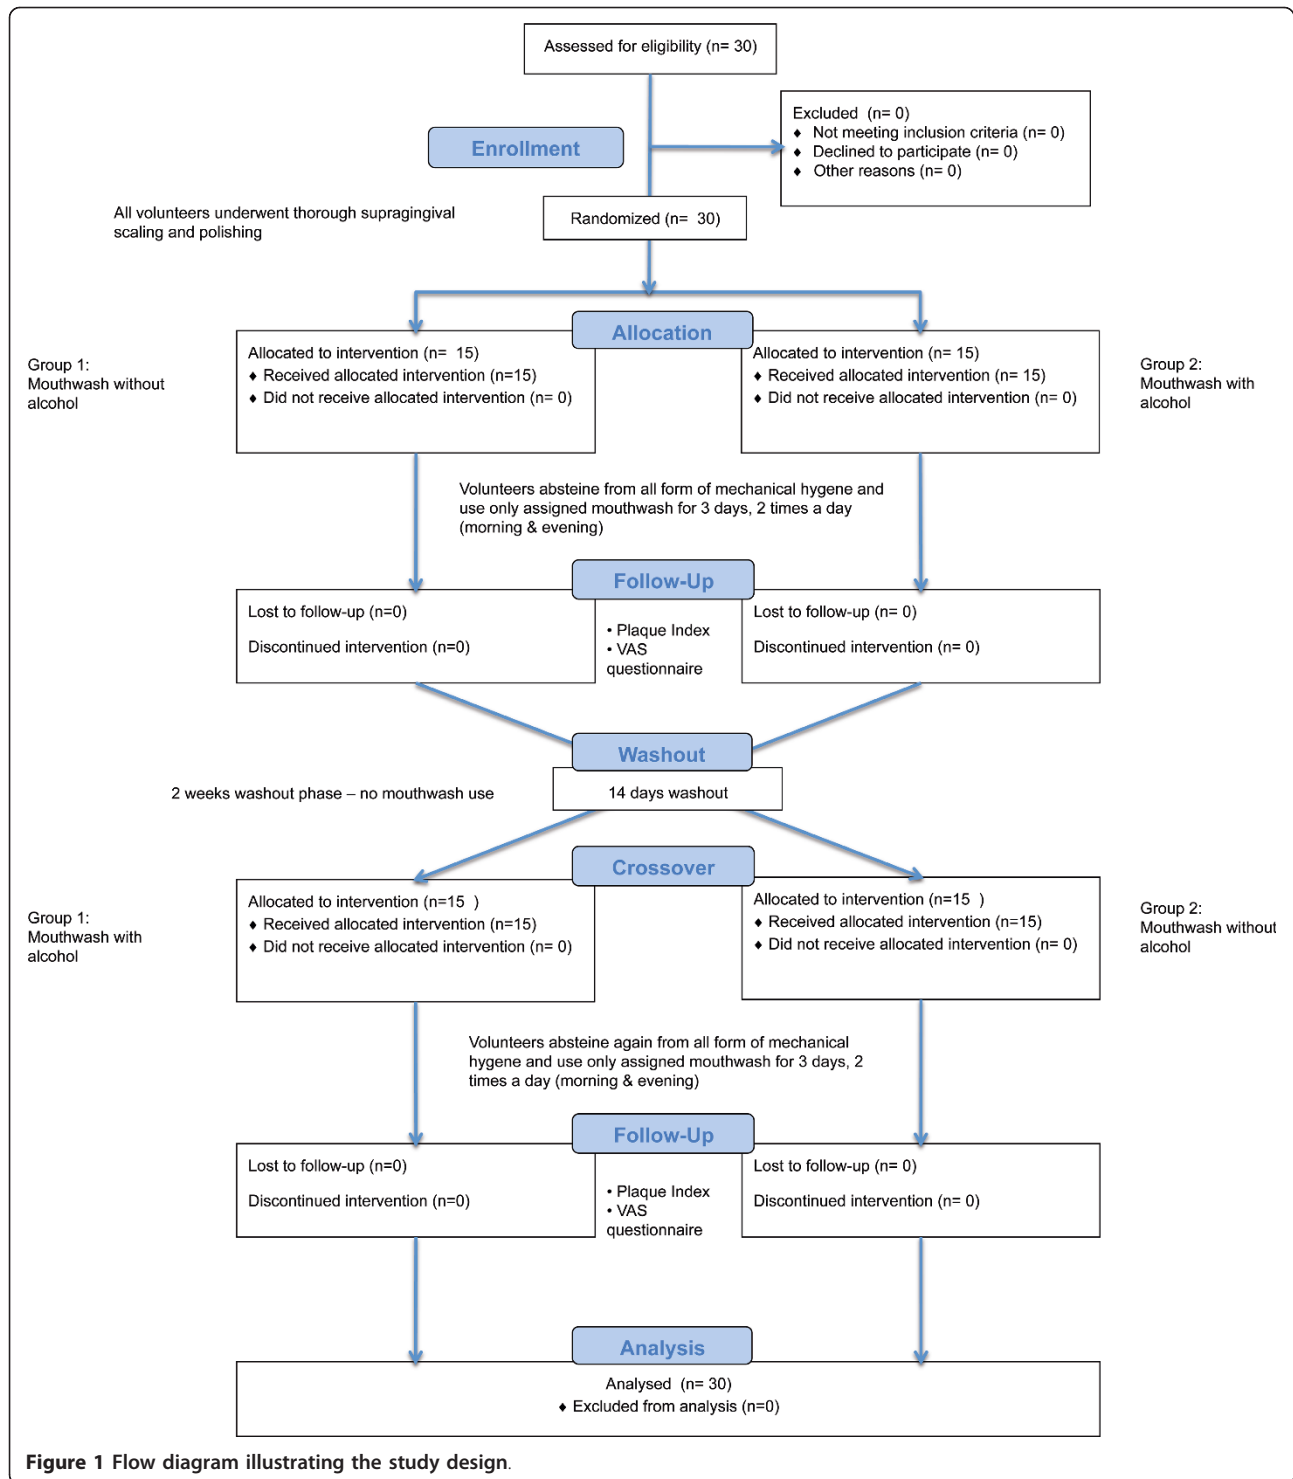 Assessed for eligibility (n= 30)
Excluded (n= 0)
♦ Not meeting inclusion criteria (n= 0)
♦ Declined to participate (n= 0)
♦ Other reasons (n= 0)
Enrollment
All volunteers underwent thorough supragingival
scaling and polishing
Randomized (n= 30)
Allocation
Group 1:
Mouthwash without
alcohol
Allocated to intervention (n= 15)
♦ Received allocated intervention (n=15)
♦ Did not receive allocated intervention (n= 0)
Allocated to intervention (n= 15)
♦ Received allocated intervention (n= 15)
♦ Did not receive allocated intervention (n= 0)
Group 2:
Mouthwash with
alcohol
Volunteers absteine from all form of mechanical hygene and
use only assigned mouthwash for 3 days, 2 times a day
(morning & evening)
Follow-Up
Lost to follow-up (n=0)
Discontinued intervention (n=0)
• Plaque Index
• VAS
questionnaire
Lost to follow-up (n= 0)
Discontinued intervention (n= 0)
Washout
2 weeks washout phase – no mouthwash use
14 days washout
Crossover
Group 1:
Mouthwash with
alcohol
Allocated to intervention (n=15 )
♦ Received allocated intervention (n=15)
♦ Did not receive allocated intervention (n= 0)
Allocated to intervention (n=15 )
♦ Received allocated intervention (n=15)
♦ Did not receive allocated intervention (n= 0)
Group 2:
Mouthwash without
alcohol
Volunteers absteine again from all form of mechanical
hygene and use only assigned mouthwash for 3 days, 2
times a day (morning & evening)
Follow-Up
Lost to follow-up (n=0)
Discontinued intervention (n=0)
• Plaque Index
• VAS
questionnaire
Lost to follow-up (n= 0)
Discontinued intervention (n= 0)
Analysis
Analysed (n= 30)
♦ Excluded from analysis (n=0)
Figure 1 Flow diagram illustrating the study design.